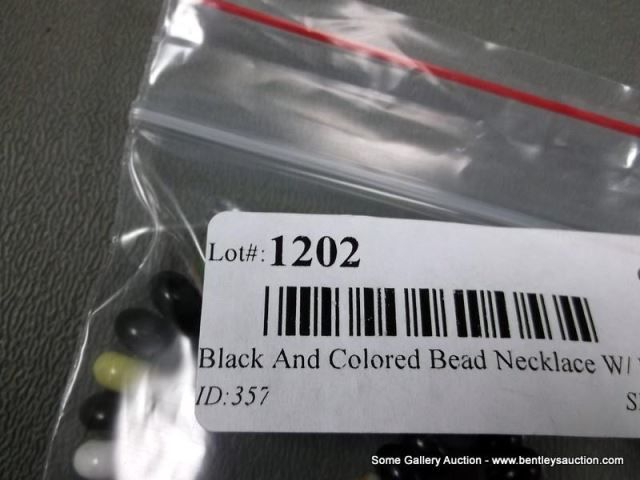 Lot#: 1202
Black And Colored Bead Necklace W/
ID:357
Some Gallery Auction - www.bentleysauction.com